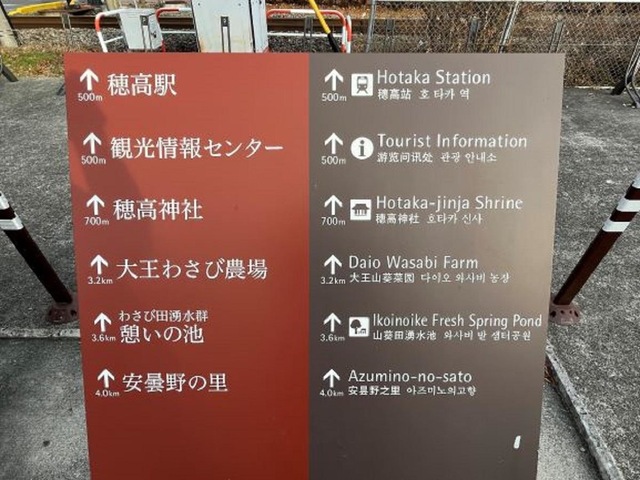 穂高駅
500m
観光情報センター
500m
穂高神社
700m
大王わさび農場
3.2km
わさび田湧水群
憩いの池
3.6km
安曇野の里
4.0km
Hotaka Station
500m
穂高站 호타카 역
Tourist Information
500m
游览问讯处 관광 안내소
Hotaka-jinja Shrine
700m
穂高神社 호타카 신사
Daio Wasabi Farm
3.2km
大王山葵菜园 다이오 와사비 농장
Ikoinoike Fresh Spring Pond
3.6km
山葵田湧水池 와사비 밭 샘터공원
Azumino-no-sato
4.0km
安曇野之里 아즈미노의고향